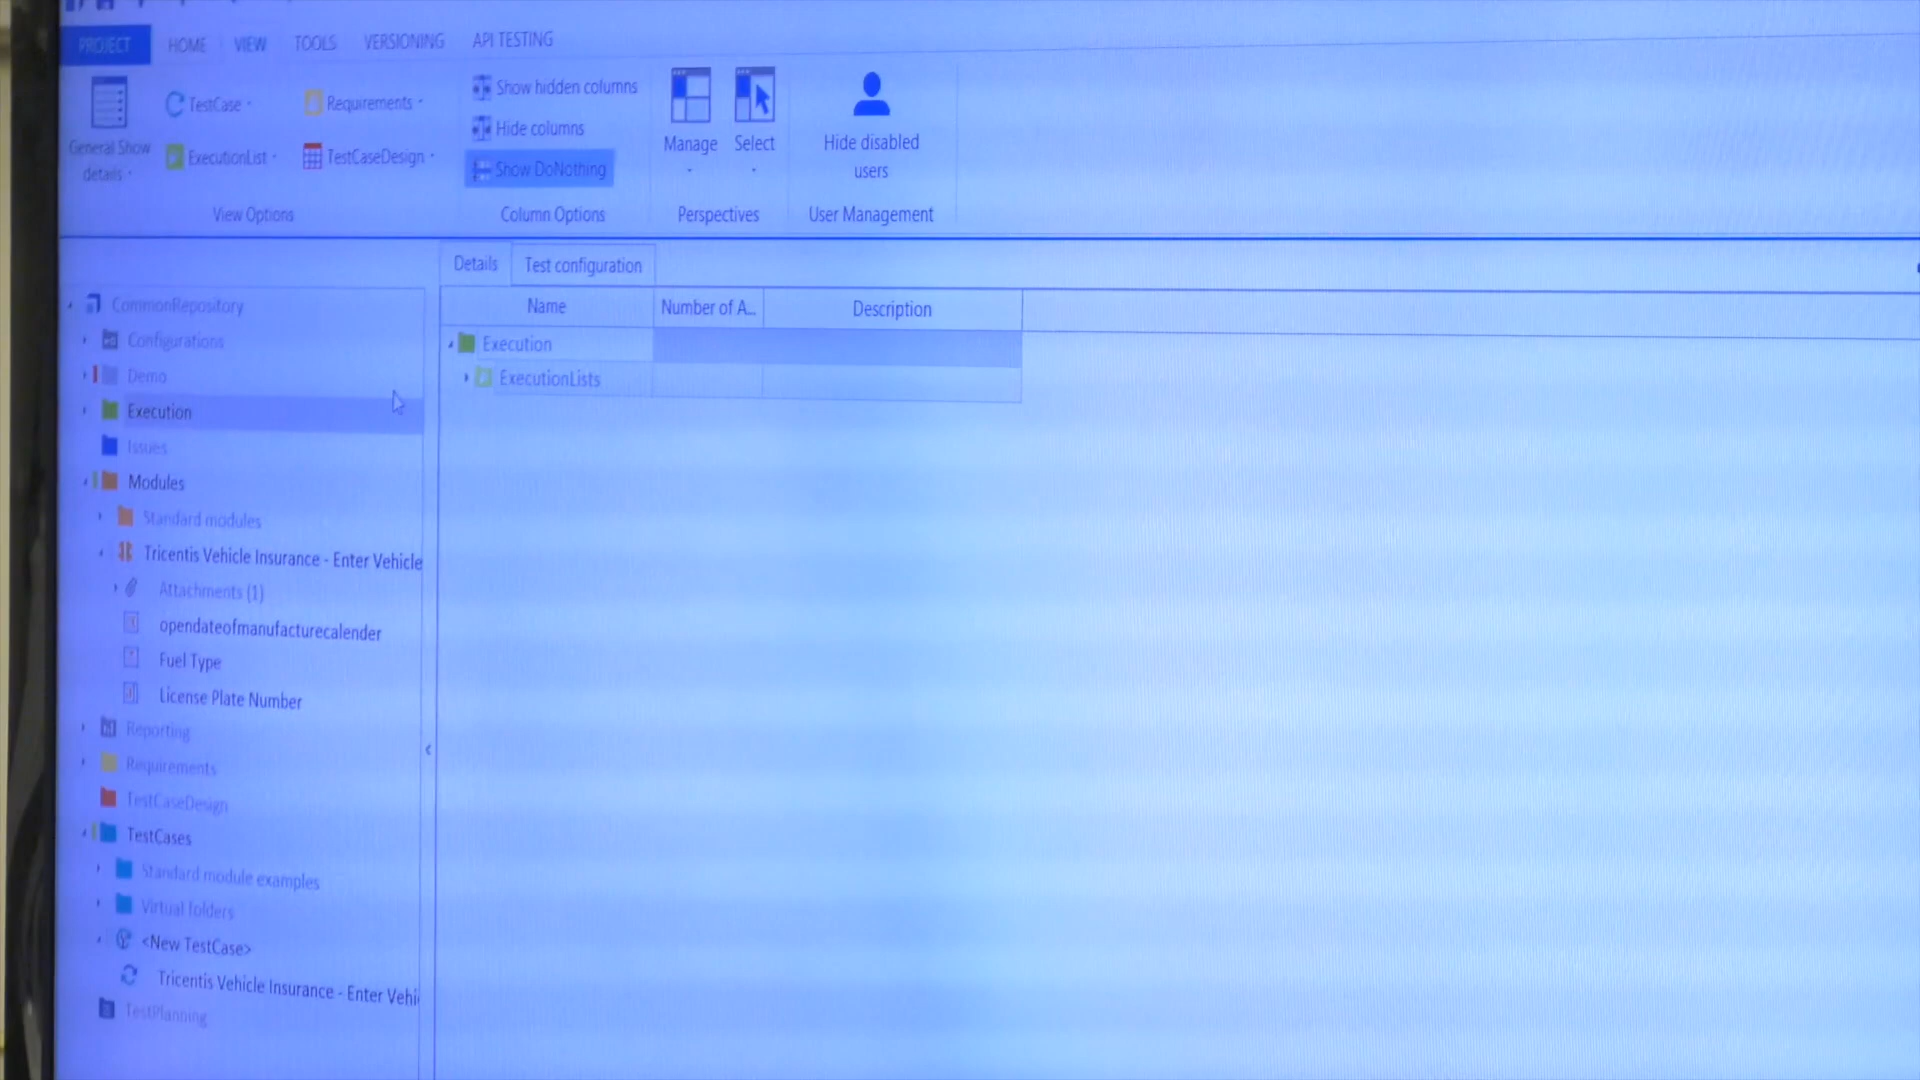 PROJECT HOME VIEW TOOLS VERSIONING API TESTING
General Show details
TestCase
ExecutionList
Requirements
TestCaseDesign
View Options
Show hidden columns
Hide columns
Show DoNothing
Column Options
Manage
Select
Perspectives
Hide disabled
users
User Management
Details
Test configuration
Name
Number of A...
Description
Execution
ExecutionLists
CommonRepository
Configurations
Demo
Execution
Issues
Modules
Standard modules
Tricentis Vehicle Insurance - Enter Vehicle
Attachments (1)
opendateofmanufacturecalender
Fuel Type
License Plate Number
Reporting
Requirements
TestCaseDesign
TestCases
Standard module examples
Virtual folders
<New TestCase>
Tricentis Vehicle Insurance - Enter Vehi
TestPlanning